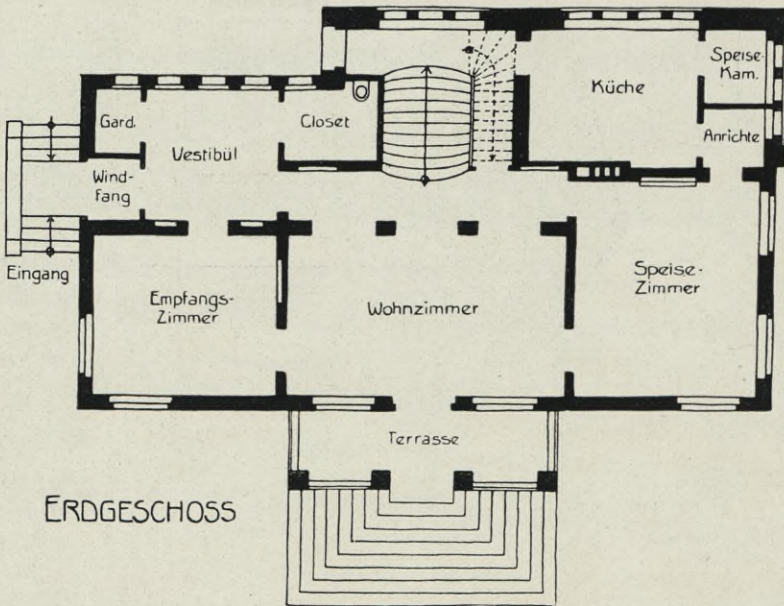 Speise-
Kam.
Küche
Gard.
Closet
Anrichte
Vestibül
Wind-
fang
Eingang
Empfangs-
Zimmer
Wohnzimmer
Speise-
Zimmer
Terrasse
ERDGESCHOSS